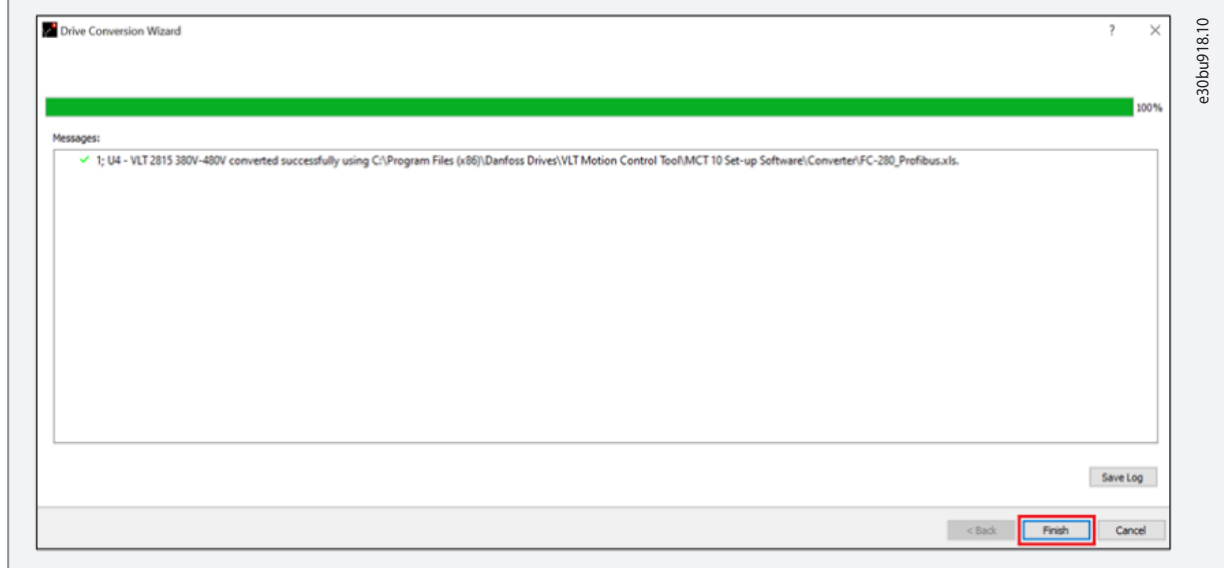 Drive Conversion Wizard
?
100%
Messages:
1; U4 - VLT 2815 380V-480V converted successfully using C:\Program Files (x86)\Danfoss Drives\VLT Motion Control Tool\MCT 10 Set-up Software\Converter\FC-280_Profibus.xls.
Save Log
< Back Finish Cancel
e30bu918.10